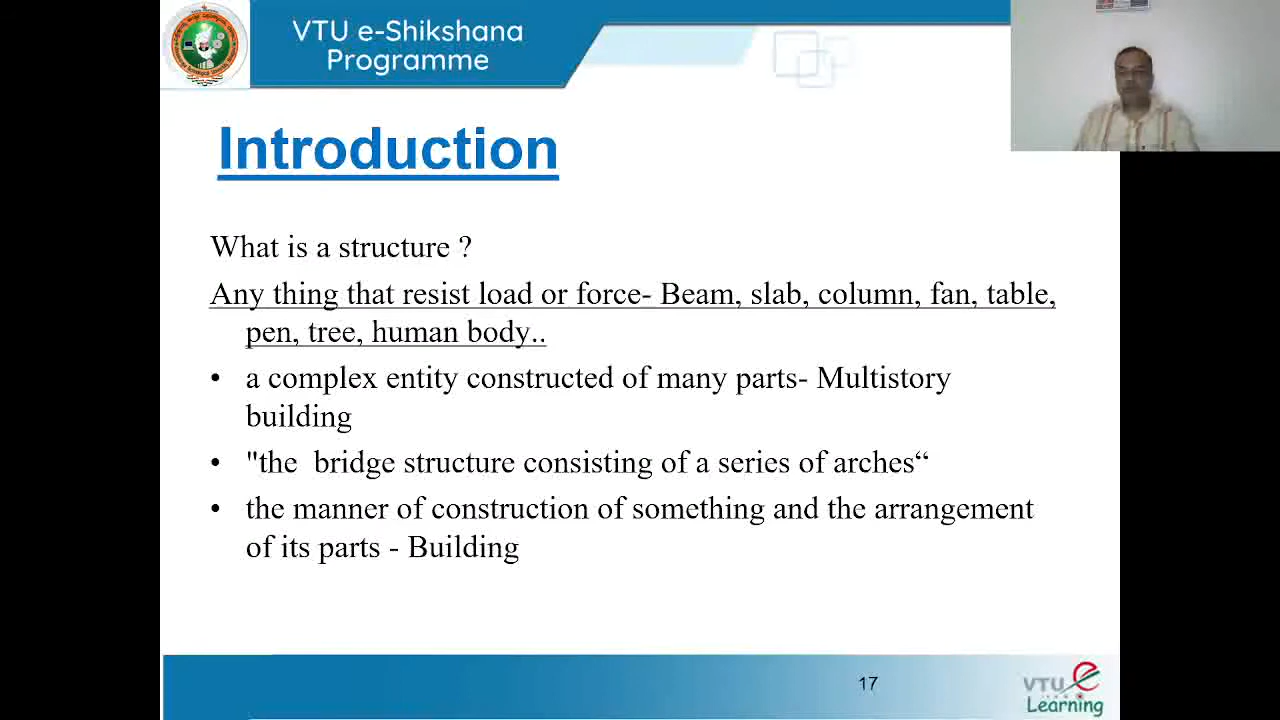 VTU e-Shikshana
Programme
Introduction
What is a structure ?
Any thing that resist load or force- Beam, slab, column, fan, table,
pen, tree, human body..
• a complex entity constructed of many parts- Multistory
building
• "the bridge structure consisting of a series of arches“
• the manner of construction of something and the arrangement
of its parts - Building
17
VTU e
Learning